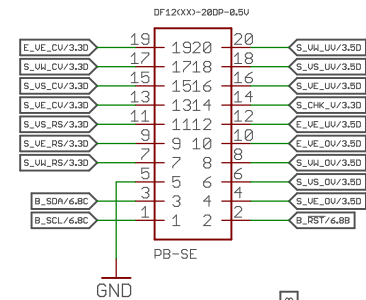 DF12(XX)-20DP-0.5V
19 1920 20
E_VE_CV/3.3D S_VW_UV/3.5D
17 1718 18
S_VW_CV/3.3D S_VS_UV/3.5D
15 1516 16
S_VS_CV/3.3D S_VE_UV/3.5D
13 1314 14
S_VE_CV/3.3D S_CHK_V/3.3D
11 1112 12
S_VS_RS/3.3D E_VE_UV/3.5D
9 9 10 10
S_VE_RS/3.3D E_VE_OV/3.5D
7 7 8 8
S_VW_RS/3.3D S_VW_OV/3.5D
5 5 6 6
S_VS_OV/3.5D
3 3 4 4
B_SDA/6.8C S_VE_OV/3.5D
1 1 2 2
B_SCL/6.8C B_RST/6.8B
PB-SE
GND